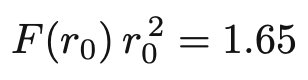 F(r₀) r₀² = 1.65